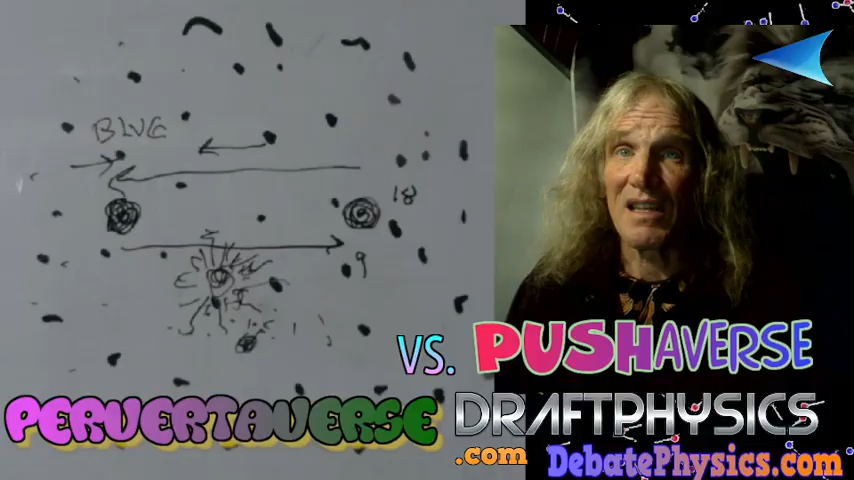 BLUE
18
9
VS. PUSHAVERSE
PERVERTAVERSE DRAFTPHYSICS
.com DebatePhysics.com